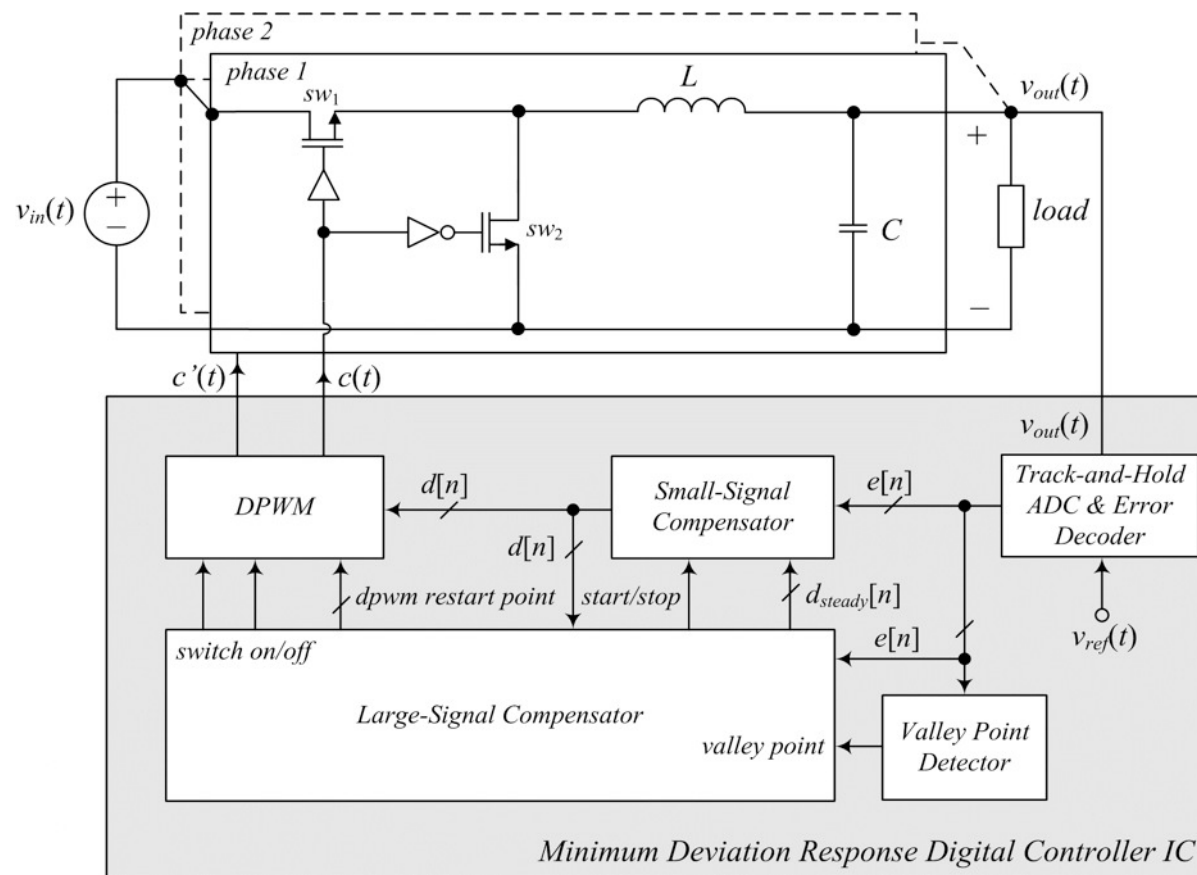 phase 2
phase 1
sw1
L
vout(t)
+
vin(t)
+
−
sw2
C
load
−
c’(t)
c(t)
vout(t)
DPWM
d[n]
Small-Signal
Compensator
e[n]
Track-and-Hold
ADC & Error
Decoder
d[n]
dpwm restart point
start/stop
dsteady[n]
switch on/off
e[n]
vref(t)
Large-Signal Compensator
valley point
Valley Point
Detector
Minimum Deviation Response Digital Controller IC